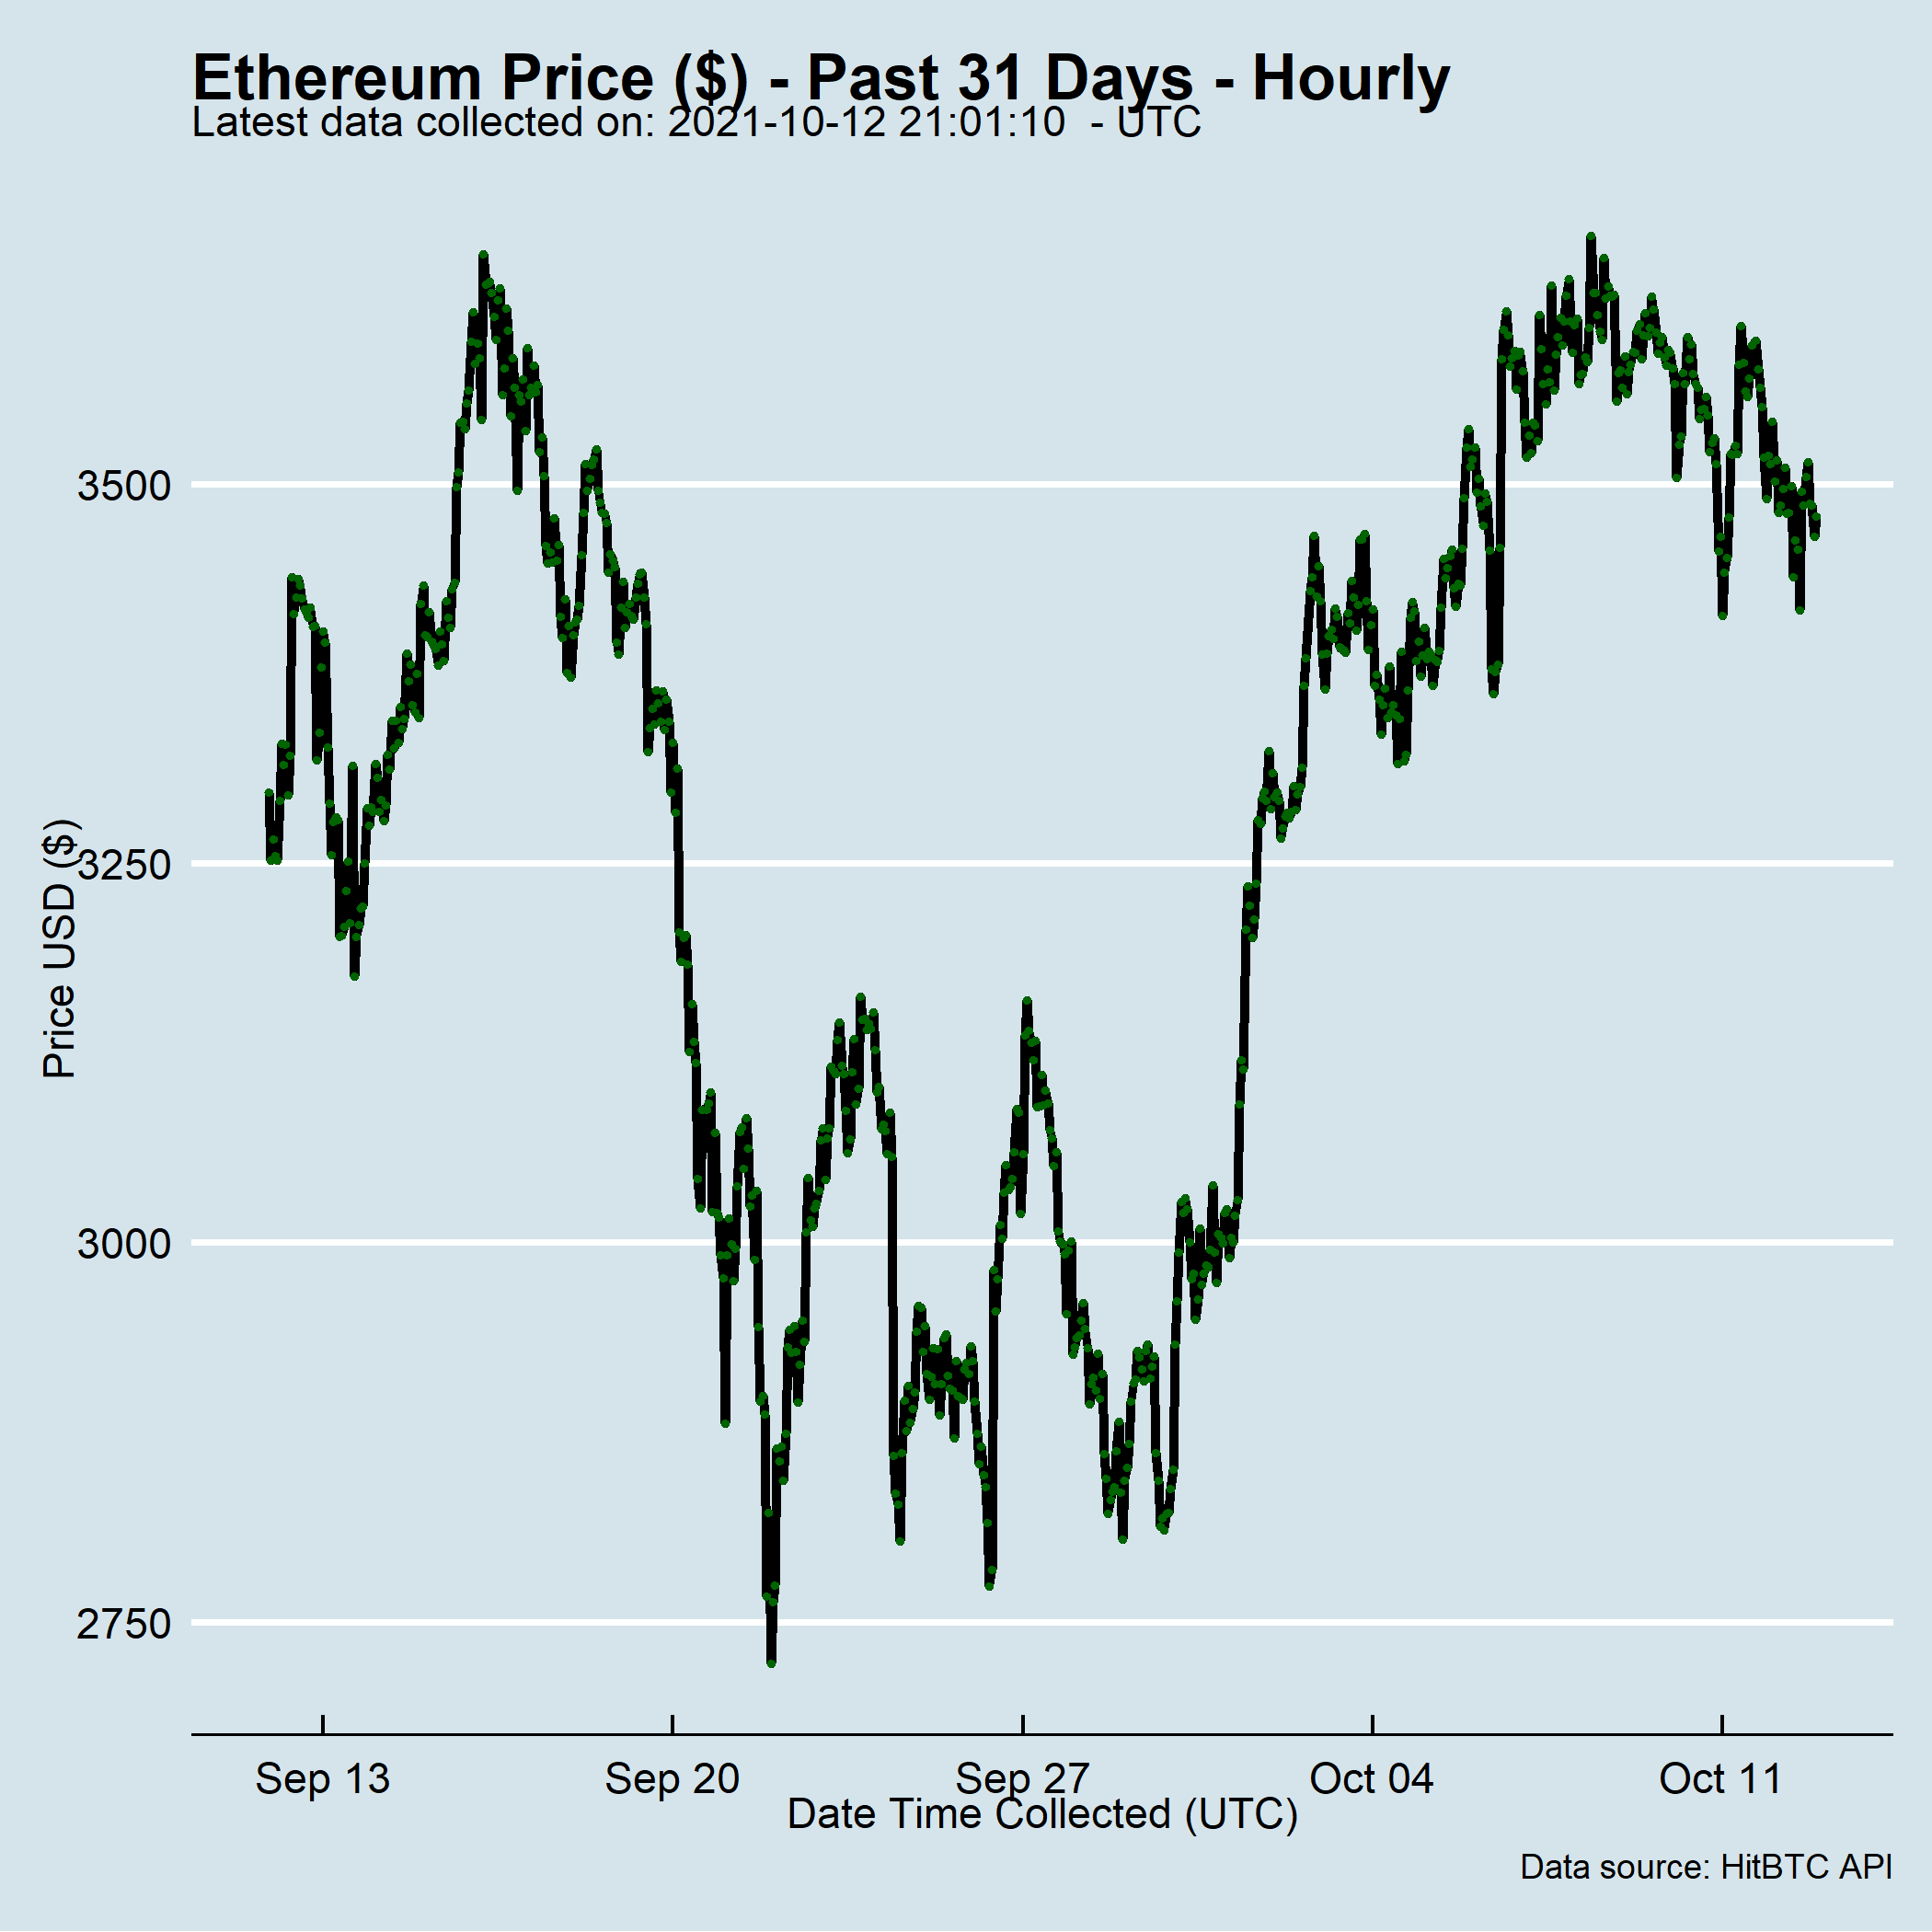 Ethereum Price ($) - Past 31 Days - Hourly
Latest data collected on: 2021-10-12 21:01:10  - UTC
Price USD ($)
3500
3250
3000
2750
Sep 13 Sep 20 Sep 27 Oct 04 Oct 11
Date Time Collected (UTC)
Data source: HitBTC API